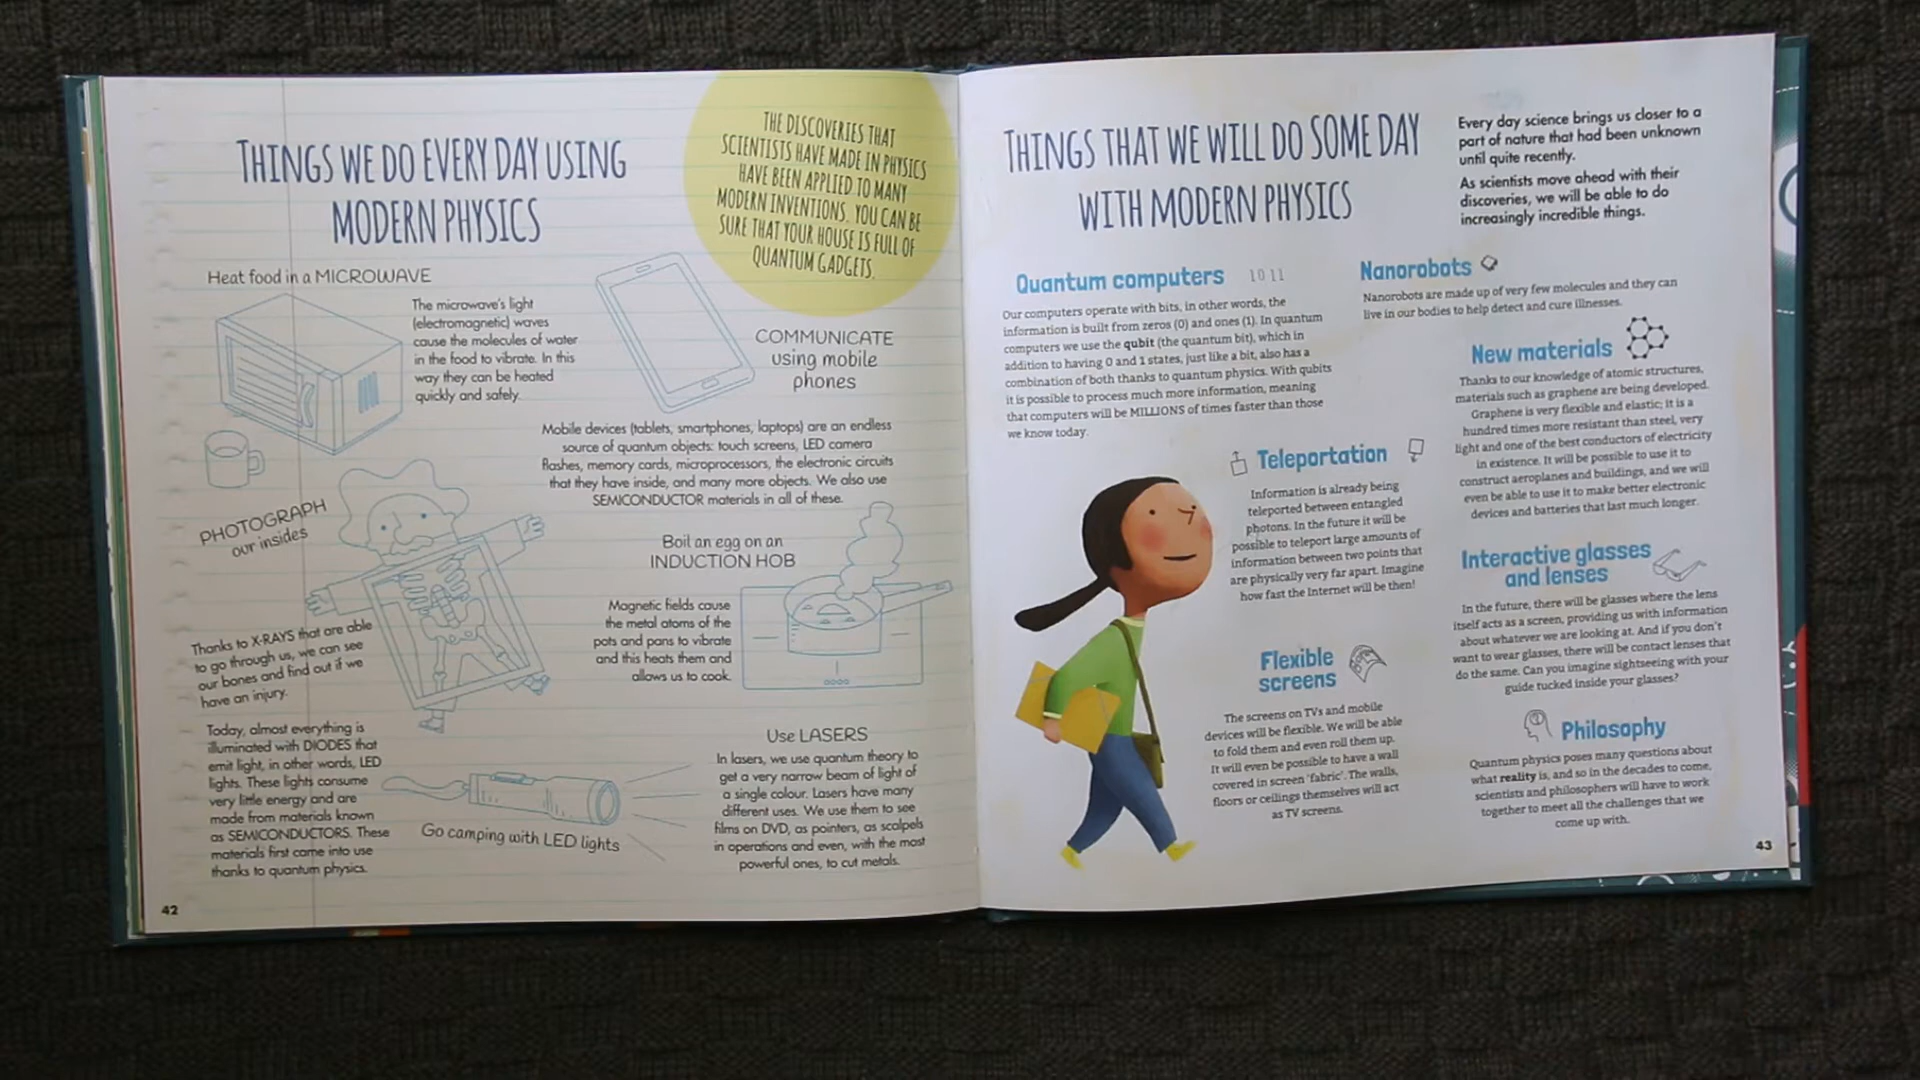 THINGS WE DO EVERY DAY USING
MODERN PHYSICS
THE DISCOVERIES THAT
SCIENTISTS HAVE MADE IN PHYSICS
HAVE BEEN APPLIED TO MANY
MODERN INVENTIONS. YOU CAN BE
SURE THAT YOUR HOUSE IS FULL OF
QUANTUM GADGETS.
Heat food in a MICROWAVE
The microwave's light
(electromagnetic) waves
cause the molecules of water
in the food to vibrate. In this
way they can be heated
quickly and safely.
COMMUNICATE
using mobile
phones
Mobile devices (tablets, smartphones, laptops) are an endless
source of quantum objects: touch screens, LED camera
flashes, memory cards, microprocessors, the electronic circuits
that they have inside, and many more objects. We also use
SEMICONDUCTOR materials in all of these.
PHOTOGRAPH
our insides
Thanks to X-RAYS that are able
to go through us, we can see
our bones and find out if we
have an injury.
Boil an egg on an
INDUCTION HOB
Magnetic fields cause
the metal atoms of the
pots and pans to vibrate
and this heats them and
allows us to cook.
Today, almost everything is
illuminated with DIODES that
emit light, in other words, LED
lights. These lights consume
very little energy and are
made from materials known
as SEMICONDUCTORS. These
materials first came into use
thanks to quantum physics.
Go camping with LED lights
Use LASERS
In lasers, we use quantum theory to
get a very narrow beam of light of
a single colour. Lasers have many
different uses. We use them to see
films on DVD, as pointers, as scalpels
in operations and even, with the most
powerful ones, to cut metals.
42
THINGS THAT WE WILL DO SOME DAY
WITH MODERN PHYSICS
Every day science brings us closer to a
part of nature that had been unknown
until quite recently.
As scientists move ahead with their
discoveries, we will be able to do
increasingly incredible things.
Quantum computers 10 11
Our computers operate with bits, in other words, the
information is built from zeros (0) and ones (1). In quantum
computers we use the qubit (the quantum bit), which in
addition to having 0 and 1 states, just like a bit, also has a
combination of both thanks to quantum physics. With qubits
it is possible to process much more information, meaning
that computers will be MILLIONS of times faster than those
we know today.
Nanorobots
Nanorobots are made up of very few molecules and they can
live in our bodies to help detect and cure illnesses.
New materials
Thanks to our knowledge of atomic structures,
materials such as graphene are being developed.
Graphene is very flexible and elastic; it is a
hundred times more resistant than steel, very
light and one of the best conductors of electricity
in existence. It will be possible to use it to
construct aeroplanes and buildings, and we will
even be able to use it to make better electronic
devices and batteries that last much longer.
Teleportation
Information is already being
teleported between entangled
photons. In the future it will be
possible to teleport large amounts of
information between two points that
are physically very far apart. Imagine
how fast the Internet will be then!
Interactive glasses
and lenses
In the future, there will be glasses where the lens
itself acts as a screen, providing us with information
about whatever we are looking at. And if you don't
want to wear glasses, there will be contact lenses that
do the same. Can you imagine sightseeing with your
guide tucked inside your glasses?
Flexible
screens
The screens on TVs and mobile
devices will be flexible. We will be able
to fold them and even roll them up.
It will even be possible to have a wall
covered in screen 'fabric'. The walls,
floors or ceilings themselves will act
as TV screens.
Philosophy
Quantum physics poses many questions about
what reality is, and so in the decades to come,
scientists and philosophers will have to work
together to meet all the challenges that we
come up with.
43